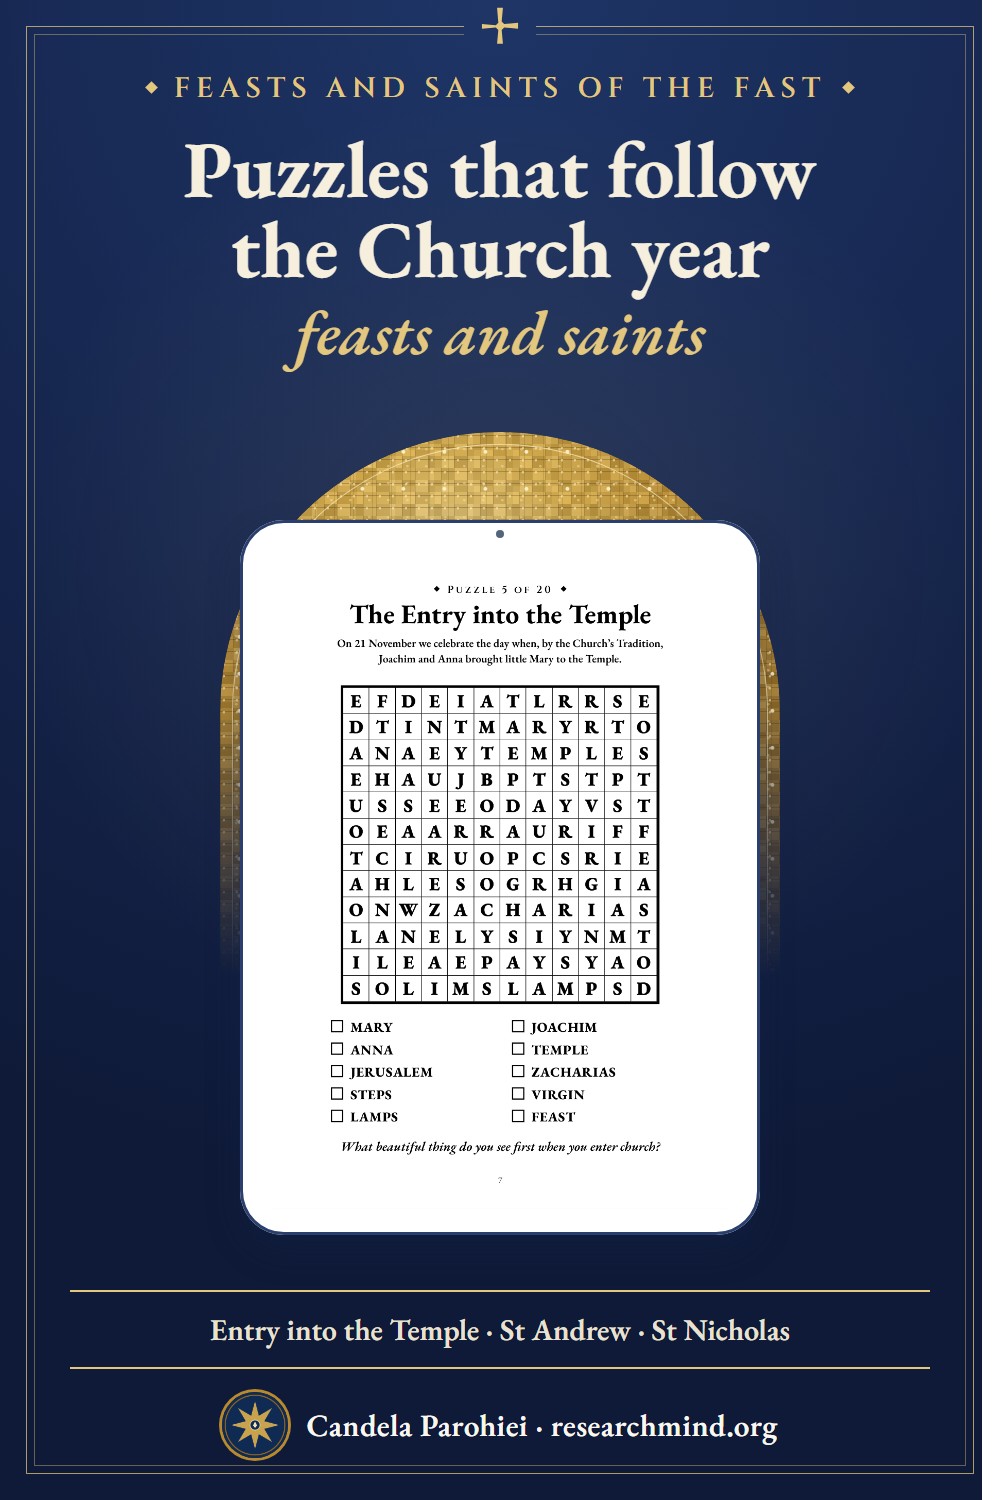 FEASTS AND SAINTS OF THE FAST
Puzzles that follow
the Church year
feasts and saints
PUZZLE 5 OF 20
The Entry into the Temple
On 21 November we celebrate the day when, by the Church's Tradition,
Joachim and Anna brought little Mary to the Temple.
E F D E I A T L R R S E
D T I N T M A R Y R T O
A N A E Y T E M P L E S
E H A U J B P T S T P T
U S S E E O D A Y V S T
O E A A R R A U R I F F
T C I R U O P C S R I E
A H L E S O G R H G I A
O N W Z A C H A R I A S
L A N E L Y S I Y N M T
I L E A E P A Y S Y A O
S O L I M S L A M P S D
MARY
ANNA
JERUSALEM
STEPS
LAMPS
JOACHIM
TEMPLE
ZACHARIAS
VIRGIN
FEAST
What beautiful thing do you see first when you enter church?
7
Entry into the Temple · St Andrew · St Nicholas
Candela Parohiei · researchmind.org